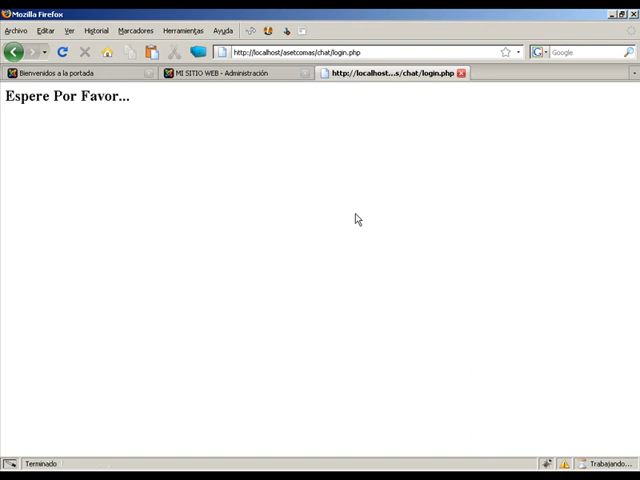 Mozilla Firefox
Archivo Editar Ver Historial Marcadores Herramientas Ayuda
http://localhost/asetcomas/chat/login.php
Google
Bienvenidos a la portada
MI SITIO WEB - Administración
http://localhost...s/chat/login.php
Espere Por Favor...
Terminado
Trabajando...